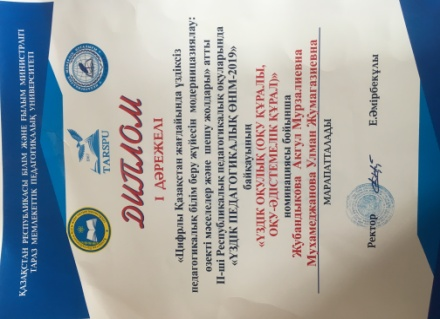 ҚАЗАҚСТАН РЕСПУБЛИКАСЫ БІЛІМ ЖӘНЕ ҒЫЛЫМ МИНИСТРЛІГІ
ТАРАЗ МЕМЛЕКЕТТІК ПЕДАГОГИКАЛЫҚ УНИВЕРСИТЕТІ
TARSPU
ДИПЛОМ
І ДӘРЕЖЕЛІ
«Цифрлы Қазақстан жағдайында үздіксіз
педагогикалық білім беру жүйесін модернизациялау:
өзекті мәселелер және шешу жолдары» атты
ІІ-ші Республикалық педагогикалық оқуларында
«ҮЗДІК ПЕДАГОГИКАЛЫҚ ӨНІМ-2019»
байқауының
«ҮЗДІК ОҚУЛЫҚ (ОҚУ ҚҰРАЛЫ,
ОҚУ-ӘДІСТЕМЕЛІК ҚҰРАЛ)»
номинациясы бойынша
Жубандыкова Акгул Мурзалиевна
Мухамеджанова Улман Жумагазиевна
МАРАПАТТАЛАДЫ
Ректор Е.Әмірбекұлы